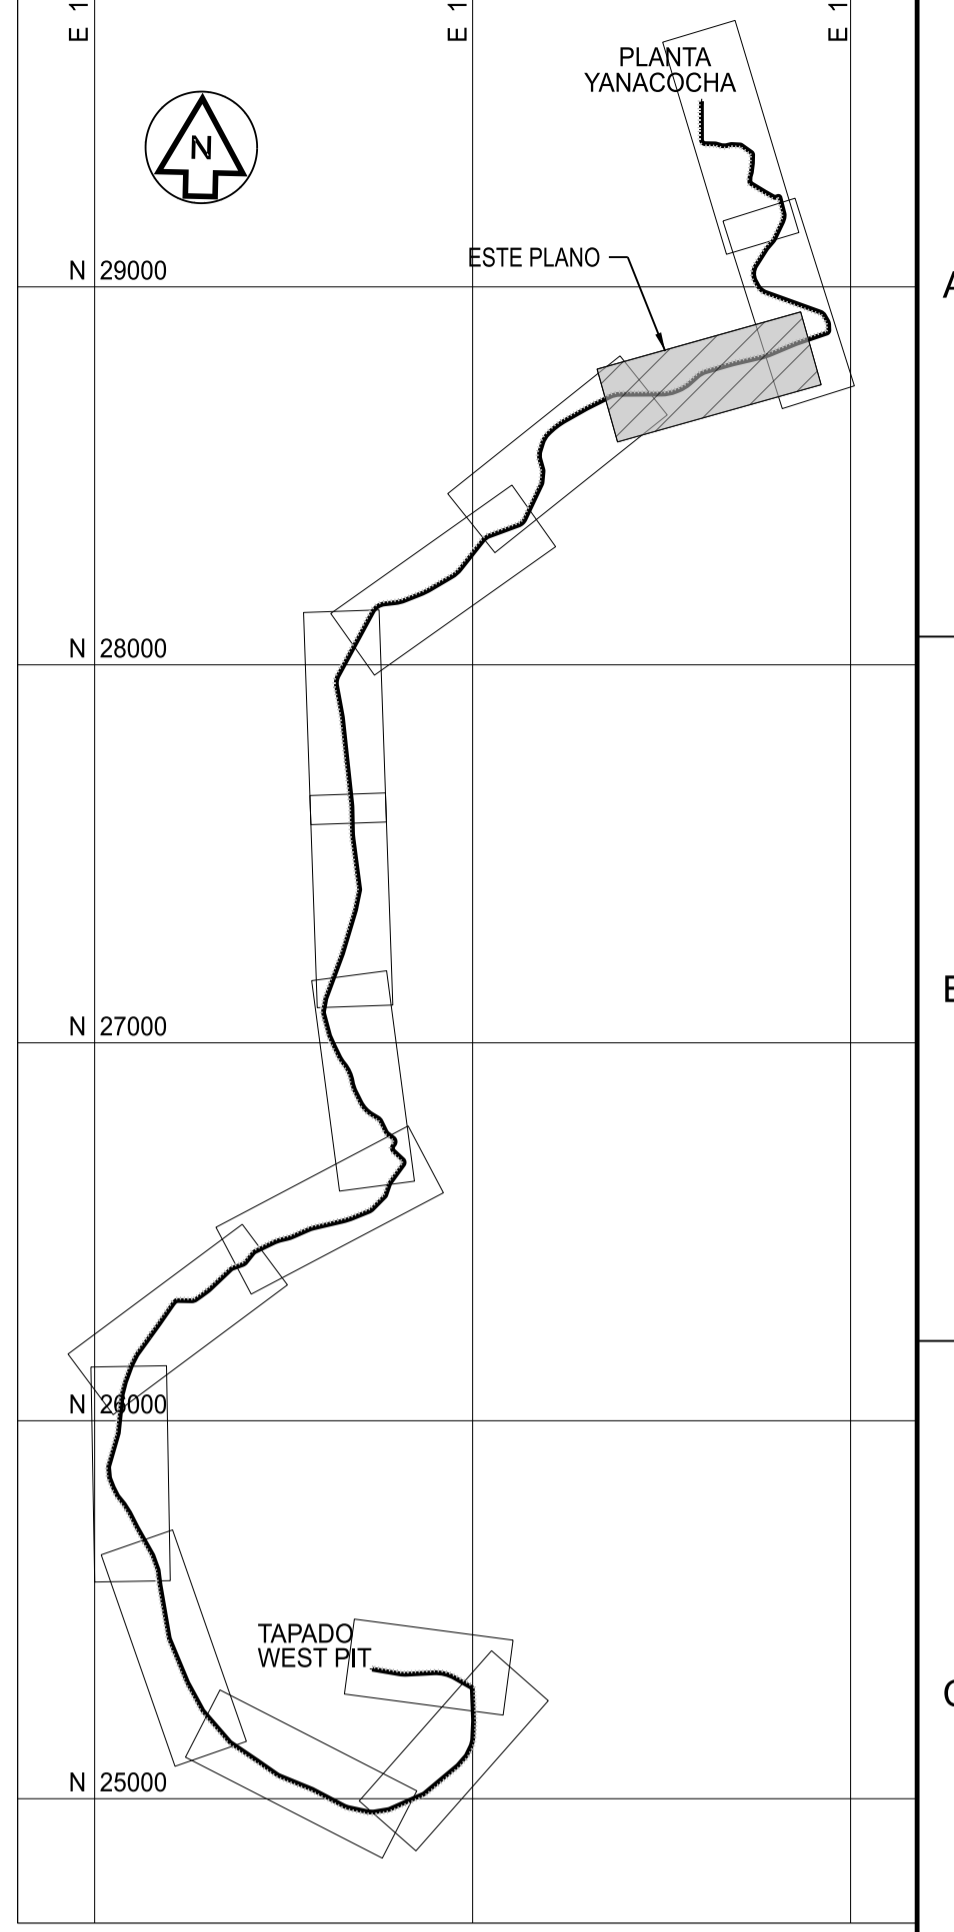 E 1
E 1
E 1
PLANTA
YANACOCHA
N
ESTE PLANO
N 29000
A
N 28000
N 27000
N 26000
TAPADO
WEST PIT
N 25000